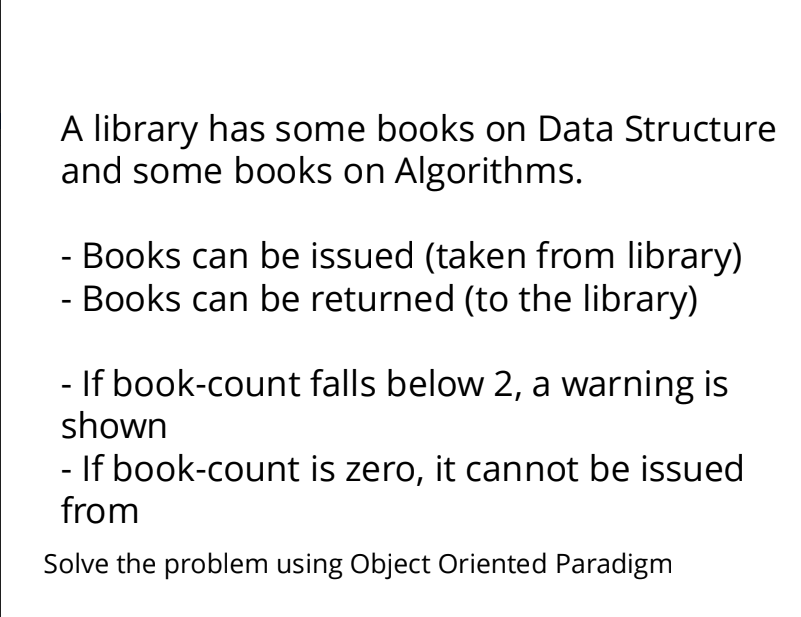 A library has some books on Data Structure
and some books on Algorithms.
- Books can be issued (taken from library)
- Books can be returned (to the library)
- If book-count falls below 2, a warning is
shown
- If book-count is zero, it cannot be issued
from
Solve the problem using Object Oriented Paradigm